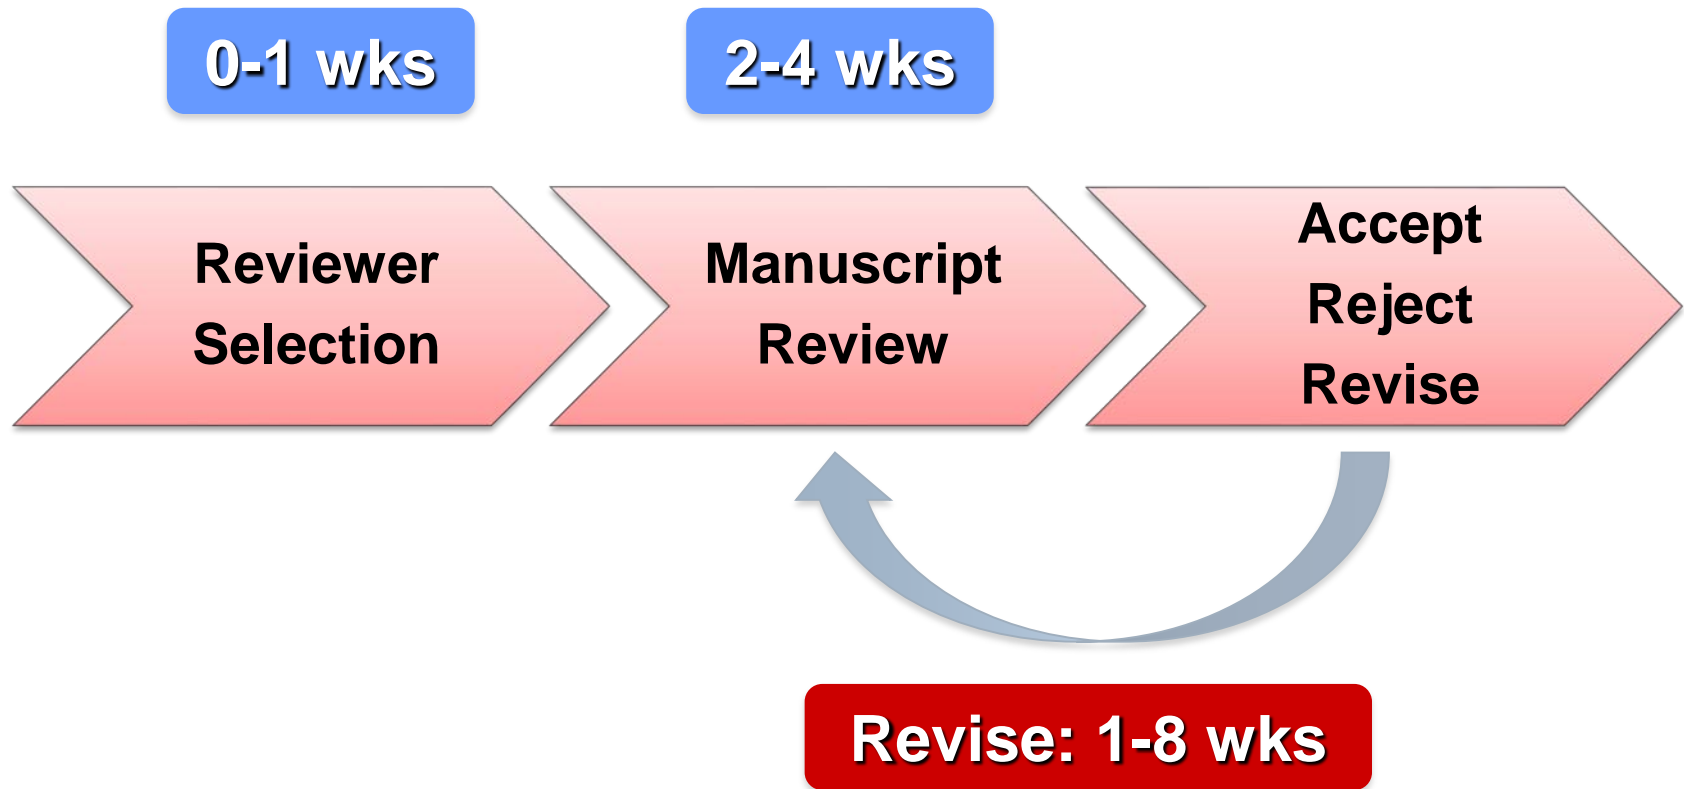 0-1 wks
2-4 wks
Reviewer
Selection
Manuscript
Review
Accept
Reject
Revise
Revise: 1-8 wks